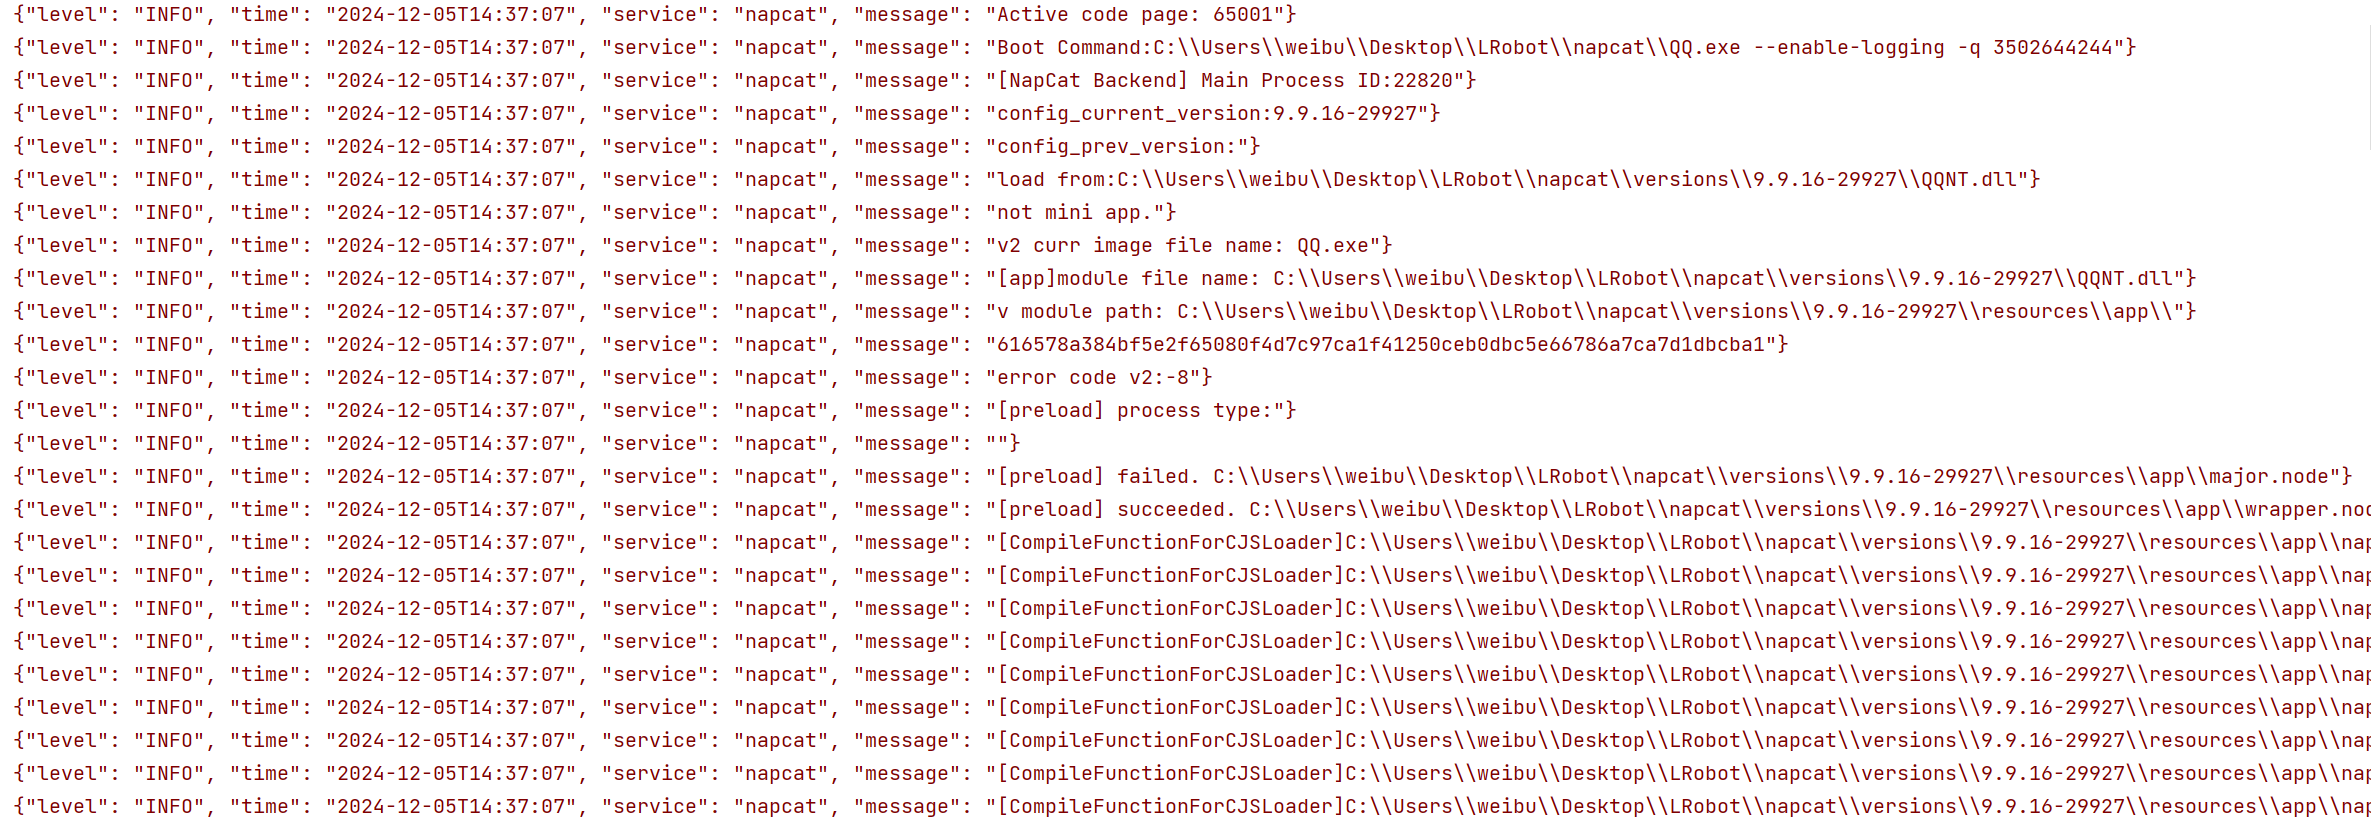 {"level": "INFO", "time": "2024-12-05T14:37:07", "service": "napcat", "message": "Active code page: 65001"}
{"level": "INFO", "time": "2024-12-05T14:37:07", "service": "napcat", "message": "Boot Command:C:\\Users\\weibu\\Desktop\\LRobot\\napcat\\QQ.exe --enable-logging -q 3502644244"}
{"level": "INFO", "time": "2024-12-05T14:37:07", "service": "napcat", "message": "[NapCat Backend] Main Process ID:22820"}
{"level": "INFO", "time": "2024-12-05T14:37:07", "service": "napcat", "message": "config_current_version:9.9.16-29927"}
{"level": "INFO", "time": "2024-12-05T14:37:07", "service": "napcat", "message": "config_prev_version:"}
{"level": "INFO", "time": "2024-12-05T14:37:07", "service": "napcat", "message": "load from:C:\\Users\\weibu\\Desktop\\LRobot\\napcat\\versions\\9.9.16-29927\\QQNT.dll"}
{"level": "INFO", "time": "2024-12-05T14:37:07", "service": "napcat", "message": "not mini app."}
{"level": "INFO", "time": "2024-12-05T14:37:07", "service": "napcat", "message": "v2 curr image file name: QQ.exe"}
{"level": "INFO", "time": "2024-12-05T14:37:07", "service": "napcat", "message": "[app]module file name: C:\\Users\\weibu\\Desktop\\LRobot\\napcat\\versions\\9.9.16-29927\\QQNT.dll"}
{"level": "INFO", "time": "2024-12-05T14:37:07", "service": "napcat", "message": "v module path: C:\\Users\\weibu\\Desktop\\LRobot\\napcat\\versions\\9.9.16-29927\\resources\\app\\"}
{"level": "INFO", "time": "2024-12-05T14:37:07", "service": "napcat", "message": "616578a384bf5e2f65080f4d7c97ca1f41250ceb0dbc5e66786a7ca7d1dbcba1"}
{"level": "INFO", "time": "2024-12-05T14:37:07", "service": "napcat", "message": "error code v2:-8"}
{"level": "INFO", "time": "2024-12-05T14:37:07", "service": "napcat", "message": "[preload] process type:"}
{"level": "INFO", "time": "2024-12-05T14:37:07", "service": "napcat", "message": ""}
{"level": "INFO", "time": "2024-12-05T14:37:07", "service": "napcat", "message": "[preload] failed. C:\\Users\\weibu\\Desktop\\LRobot\\napcat\\versions\\9.9.16-29927\\resources\\app\\major.node"}
{"level": "INFO", "time": "2024-12-05T14:37:07", "service": "napcat", "message": "[preload] succeeded. C:\\Users\\weibu\\Desktop\\LRobot\\napcat\\versions\\9.9.16-29927\\resources\\app\\wrapper.nod
{"level": "INFO", "time": "2024-12-05T14:37:07", "service": "napcat", "message": "[CompileFunctionForCJSLoader]C:\\Users\\weibu\\Desktop\\LRobot\\napcat\\versions\\9.9.16-29927\\resources\\app\\nap
{"level": "INFO", "time": "2024-12-05T14:37:07", "service": "napcat", "message": "[CompileFunctionForCJSLoader]C:\\Users\\weibu\\Desktop\\LRobot\\napcat\\versions\\9.9.16-29927\\resources\\app\\nap
{"level": "INFO", "time": "2024-12-05T14:37:07", "service": "napcat", "message": "[CompileFunctionForCJSLoader]C:\\Users\\weibu\\Desktop\\LRobot\\napcat\\versions\\9.9.16-29927\\resources\\app\\nap
{"level": "INFO", "time": "2024-12-05T14:37:07", "service": "napcat", "message": "[CompileFunctionForCJSLoader]C:\\Users\\weibu\\Desktop\\LRobot\\napcat\\versions\\9.9.16-29927\\resources\\app\\nap
{"level": "INFO", "time": "2024-12-05T14:37:07", "service": "napcat", "message": "[CompileFunctionForCJSLoader]C:\\Users\\weibu\\Desktop\\LRobot\\napcat\\versions\\9.9.16-29927\\resources\\app\\nap
{"level": "INFO", "time": "2024-12-05T14:37:07", "service": "napcat", "message": "[CompileFunctionForCJSLoader]C:\\Users\\weibu\\Desktop\\LRobot\\napcat\\versions\\9.9.16-29927\\resources\\app\\nap
{"level": "INFO", "time": "2024-12-05T14:37:07", "service": "napcat", "message": "[CompileFunctionForCJSLoader]C:\\Users\\weibu\\Desktop\\LRobot\\napcat\\versions\\9.9.16-29927\\resources\\app\\nap
{"level": "INFO", "time": "2024-12-05T14:37:07", "service": "napcat", "message": "[CompileFunctionForCJSLoader]C:\\Users\\weibu\\Desktop\\LRobot\\napcat\\versions\\9.9.16-29927\\resources\\app\\nap
{"level": "INFO", "time": "2024-12-05T14:37:07", "service": "napcat", "message": "[CompileFunctionForCJSLoader]C:\\Users\\weibu\\Desktop\\LRobot\\napcat\\versions\\9.9.16-29927\\resources\\app\\nap